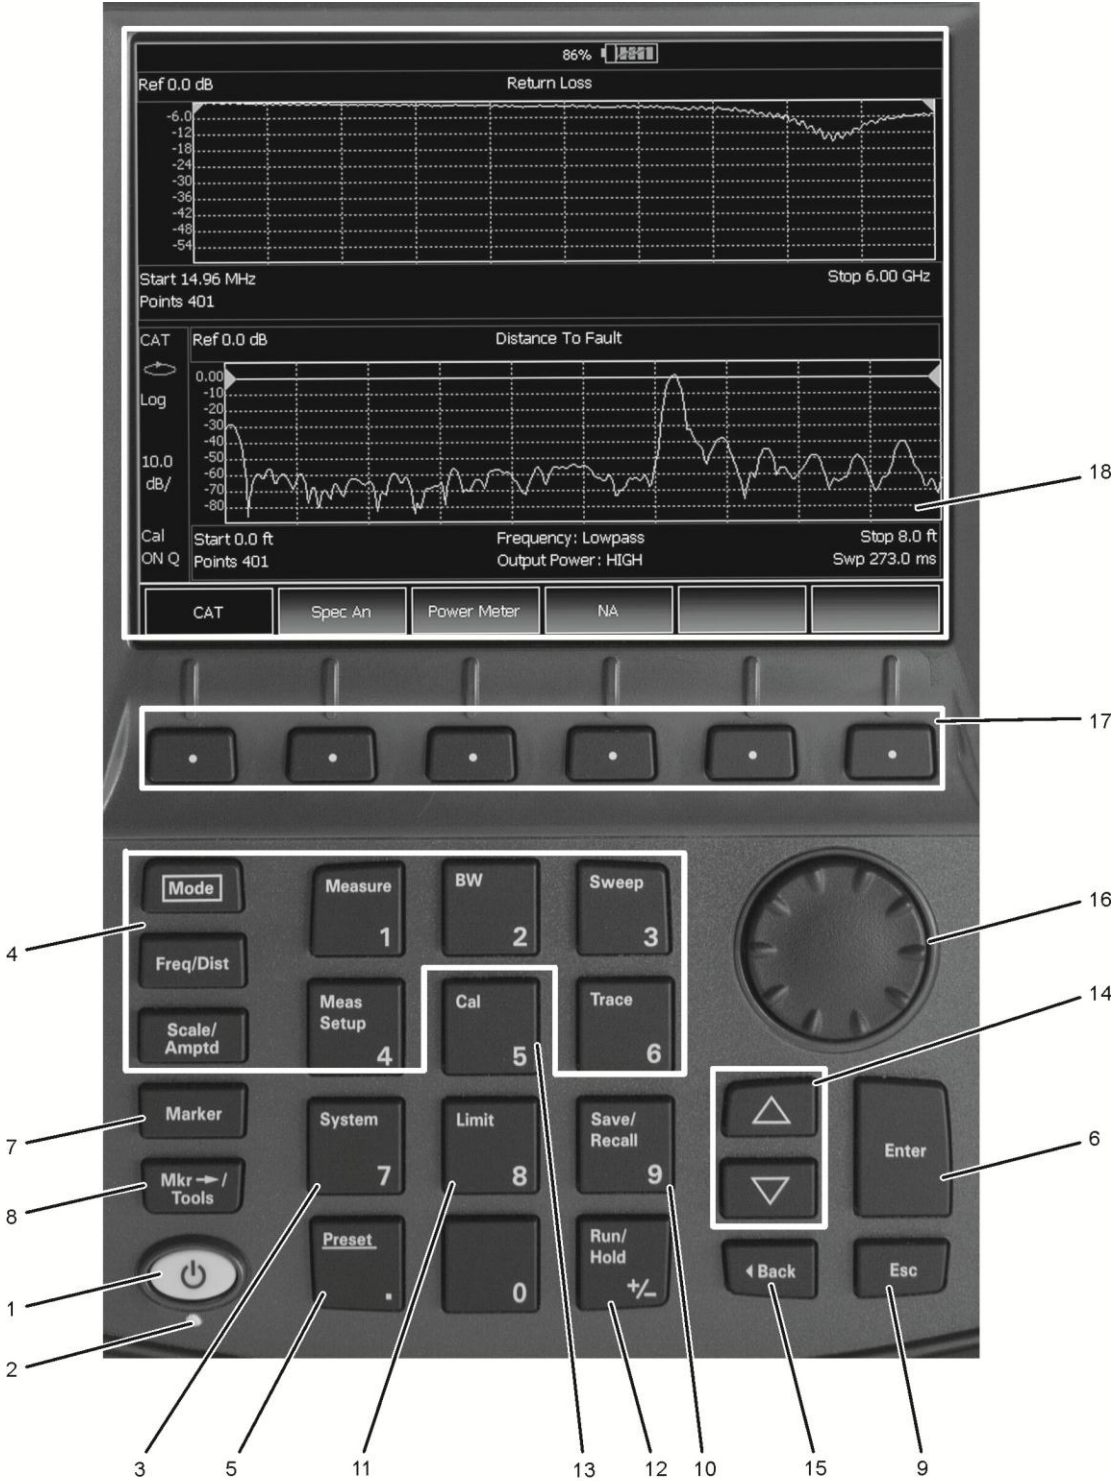 86%
Ref 0.0 dB
Return Loss
-6.0
-12
-18
-24
-30
-36
-42
-48
-54
Start 14.96 MHz
Stop 6.00 GHz
Points 401
CAT
Ref 0.0 dB
Distance To Fault
Log
10.0
dB/
0.00
-10
-20
-30
-40
-50
-60
-70
-80
18
Cal
ON Q
Start 0.0 ft
Frequency: Lowpass
Stop 8.0 ft
Points 401
Output Power: HIGH
Swp 273.0 ms
CAT
Spec An
Power Meter
NA
17
Mode
Measure
1
BW
2
Sweep
3
16
4
Freq/Dist
14
Scale/
Amptd
Meas
Setup
4
Cal
5
Trace
6
Marker
7
System
7
Limit
8
Save/
Recall
9
Enter
6
Mkr→/
Tools
8
Preset
.
0
Run/
Hold
+/-
Back
Esc
1
2
3
5
11
13
12
10
15
9